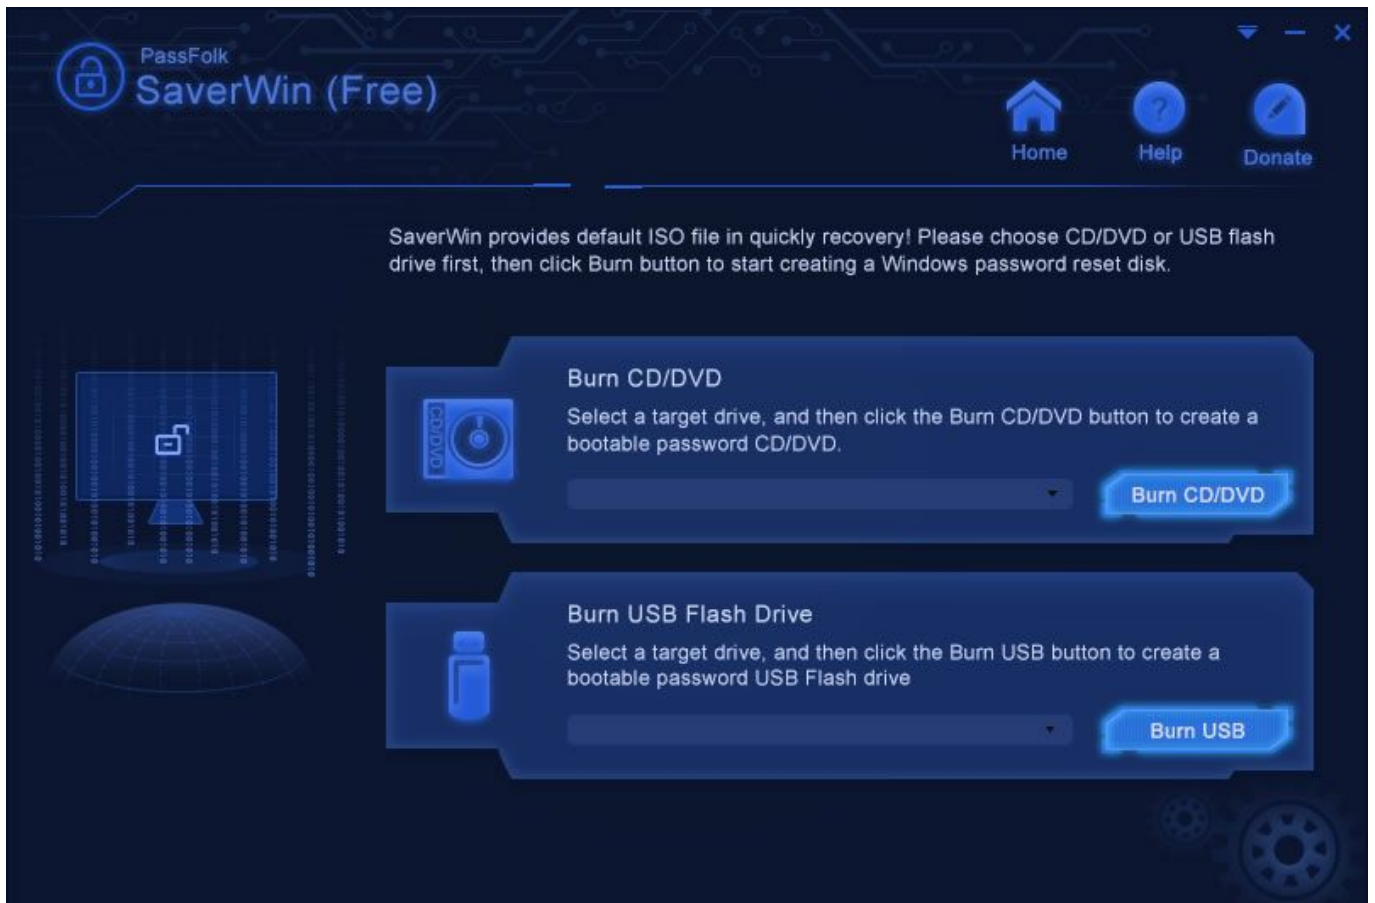 PassFolk
SaverWin (Free)
Home
Help
Donate
SaverWin provides default ISO file in quickly recovery! Please choose CD/DVD or USB flash
drive first, then click Burn button to start creating a Windows password reset disk.
Burn CD/DVD
Select a target drive, and then click the Burn CD/DVD button to create a
bootable password CD/DVD.
CD/DVD
Burn CD/DVD
Burn USB Flash Drive
Select a target drive, and then click the Burn USB button to create a
bootable password USB Flash drive
Burn USB